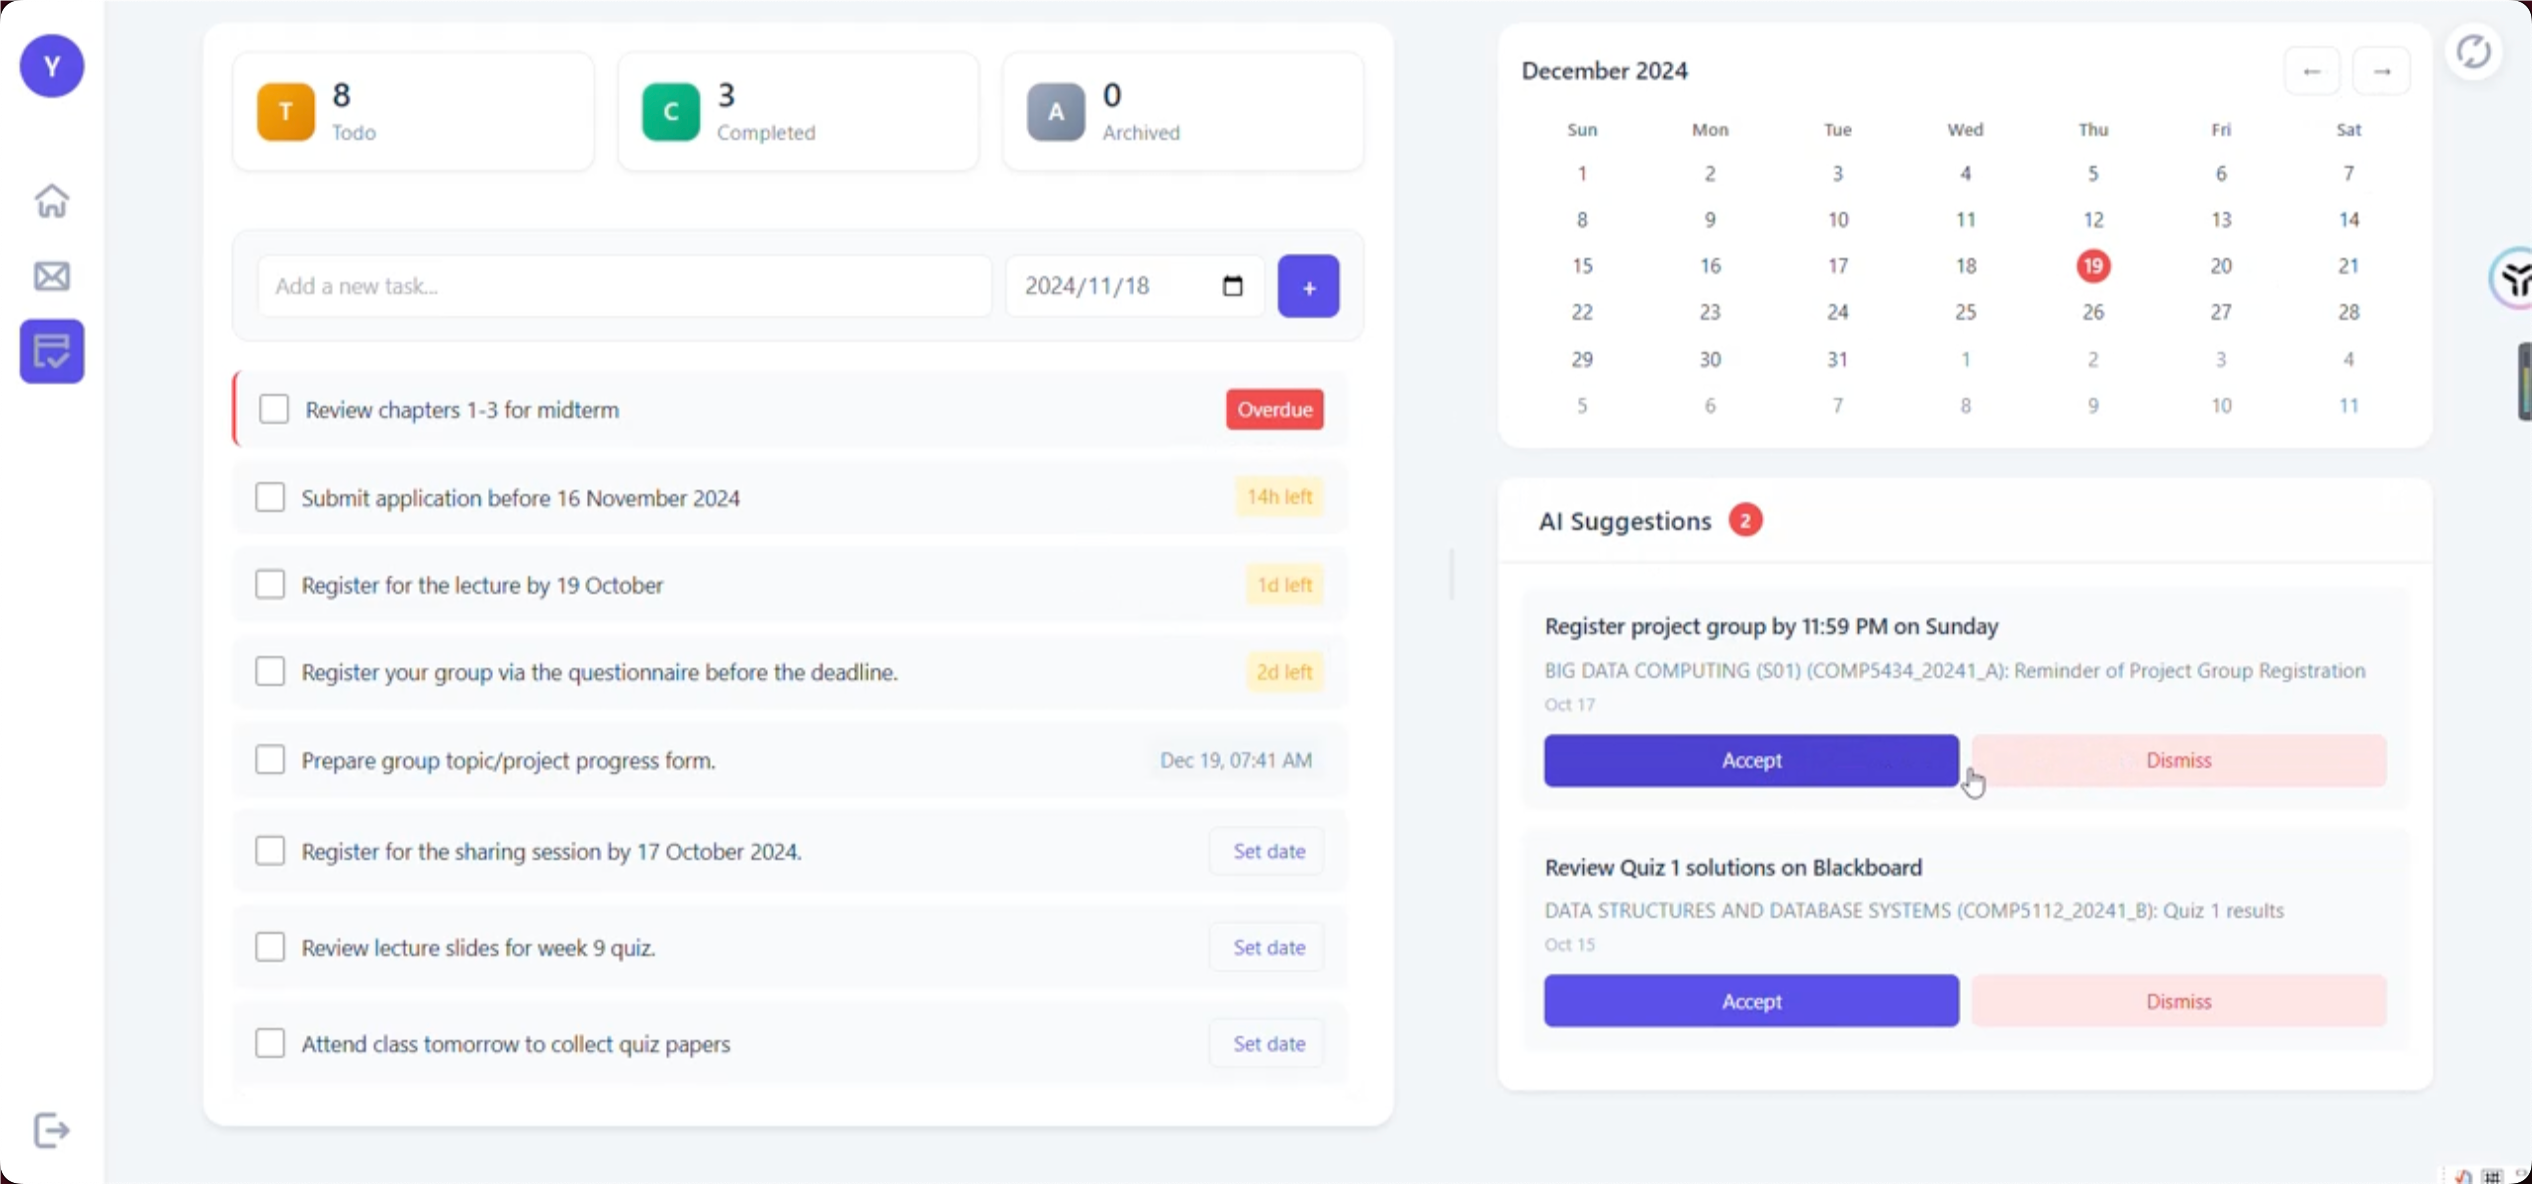 Y
T
8
Todo
C
3
Completed
A
0
Archived
Add a new task...
2024/11/18
+
Review chapters 1-3 for midterm
Overdue
Submit application before 16 November 2024
14h left
Register for the lecture by 19 October
1d left
Register your group via the questionnaire before the deadline.
2d left
Prepare group topic/project progress form.
Dec 19, 07:41 AM
Register for the sharing session by 17 October 2024.
Set date
Review lecture slides for week 9 quiz.
Set date
Attend class tomorrow to collect quiz papers
Set date
December 2024
← →
Sun Mon Tue Wed Thu Fri Sat
1 2 3 4 5 6 7
8 9 10 11 12 13 14
15 16 17 18 19 20 21
22 23 24 25 26 27 28
29 30 31 1 2 3 4
5 6 7 8 9 10 11
AI Suggestions 2
Register project group by 11:59 PM on Sunday
BIG DATA COMPUTING (S01) (COMP5434_20241_A): Reminder of Project Group Registration
Oct 17
Accept Dismiss
Review Quiz 1 solutions on Blackboard
DATA STRUCTURES AND DATABASE SYSTEMS (COMP5112_20241_B): Quiz 1 results
Oct 15
Accept Dismiss